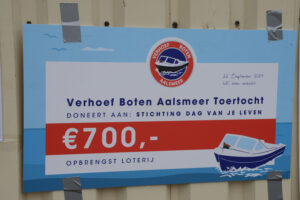 VERHOEF BOTEN
AALSMEER
Verhoef Boten Aalsmeer Toertocht
DONEERT AAN: STICHTING DAG VAN JE LEVEN
€700,-
OPBRENGST LOTERIJ